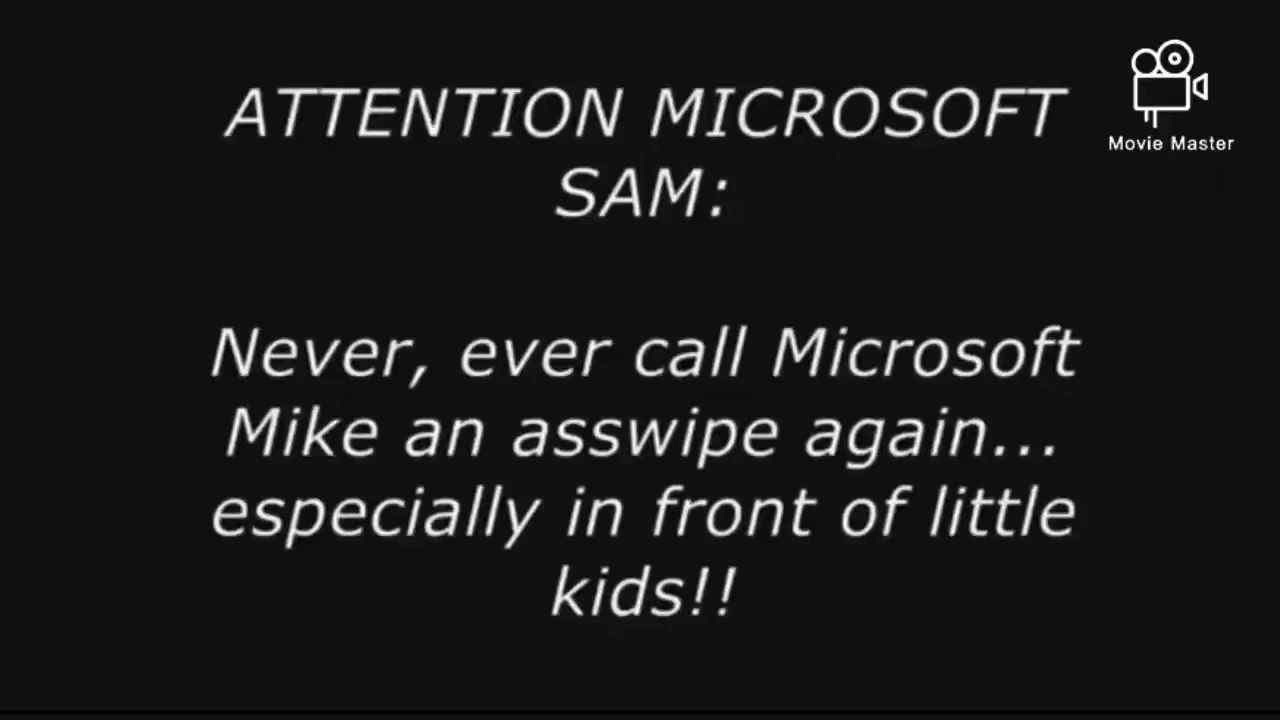 ATTENTION MICROSOFT
SAM:
Never, ever call Microsoft
Mike an asswipe again...
especially in front of little
kids!!
Movie Master